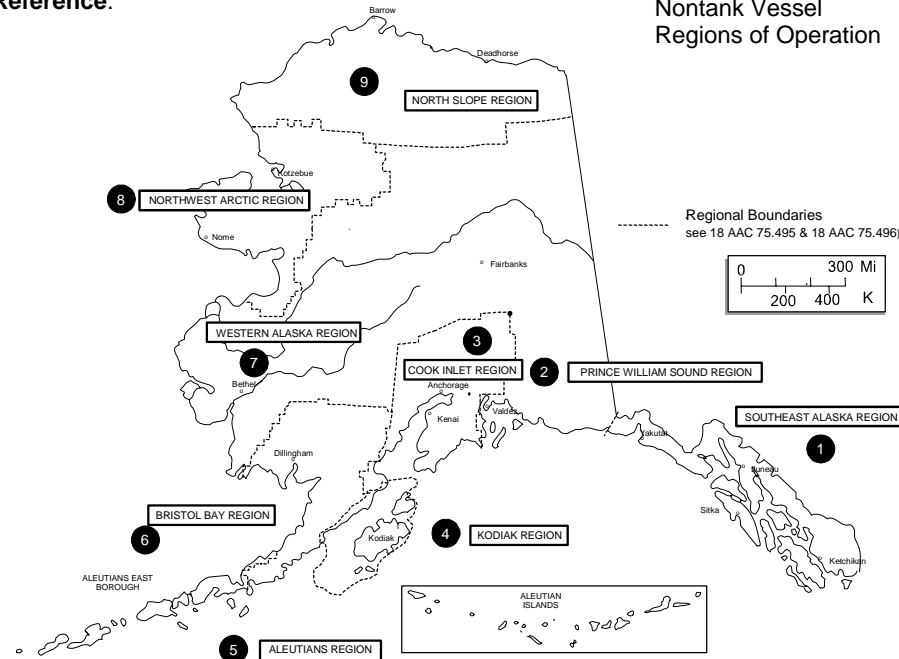 Reference:
Nontank Vessel
Regions of Operation
Barrow
Deadhorse
9
NORTH SLOPE REGION
Kotzebue
8
NORTHWEST ARCTIC REGION
Nome
Regional Boundaries
see 18 AAC 75.495 & 18 AAC 75.496)
Fairbanks
0 300 Mi
200 400 K
WESTERN ALASKA REGION
3
7
COOK INLET REGION
2
PRINCE WILLIAM SOUND REGION
Bethel
Anchorage
Valdez
Kenai
SOUTHEAST ALASKA REGION
Yakutat
1
Dillingham
Juneau
Sitka
BRISTOL BAY REGION
6
4
KODIAK REGION
Kodiak
Ketchikan
ALEUTIANS EAST
BOROUGH
ALEUTIAN
ISLANDS
5
ALEUTIANS REGION